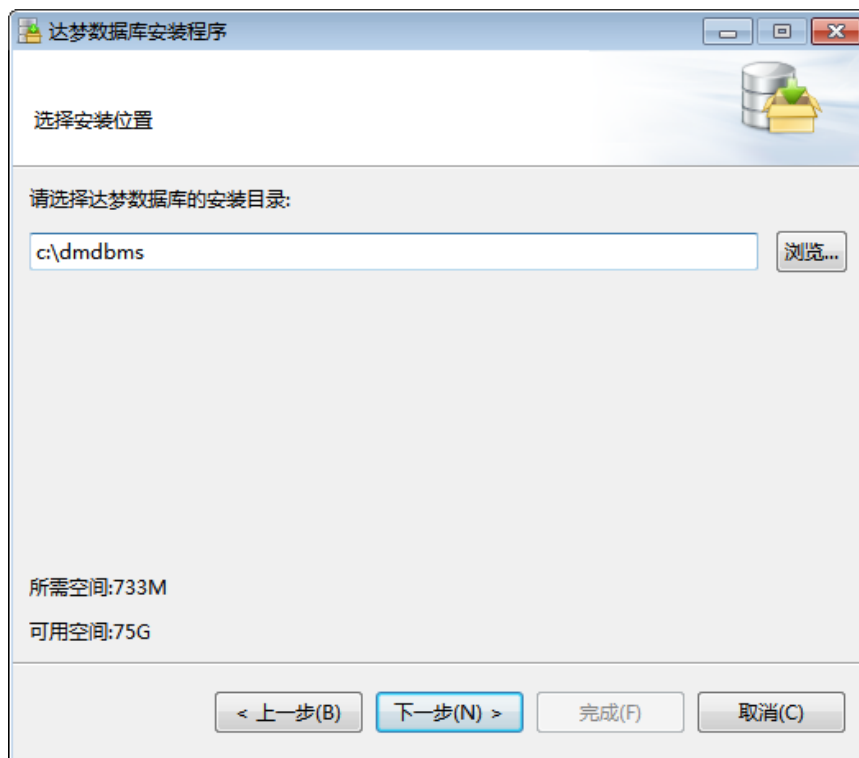 达梦数据库安装程序
选择安装位置
请选择达梦数据库的安装目录:
c:\dmdbms
浏览...
所需空间:733M
可用空间:75G
< 上一步(B)
下一步(N) >
完成(F)
取消(C)